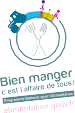 Bien manger
c'est l'affaire de tous !
Programme National pour l'Alimentation
alimentation.gouv.fr